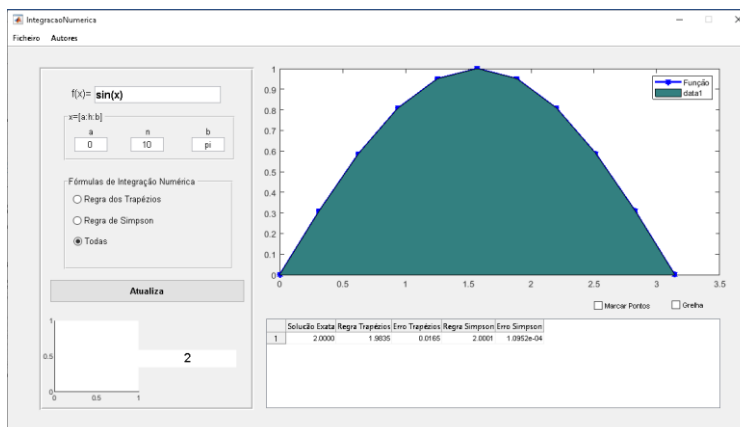 IntegracaoNumerica
Ficheiro Autores
f(x)= sin(x)
x=[a:h:b]
a n b
0 10 pi
Fórmulas de Integração Numérica
Regra dos Trapézios
Regra de Simpson
Todas
Atualiza
1
0.5
0
0 0.5 1
2
1
0.9
0.8
0.7
0.6
0.5
0.4
0.3
0.2
0.1
0
0 0.5 1 1.5 2 2.5 3 3.5
Função
data1
Marcar Pontos Grelha
Solucão Exata Regra Trapézios Erro Trapézios Regra Simpson Erro Simpson
1 2.0000 1.9835 0.0165 2.0001 1.0952e-04